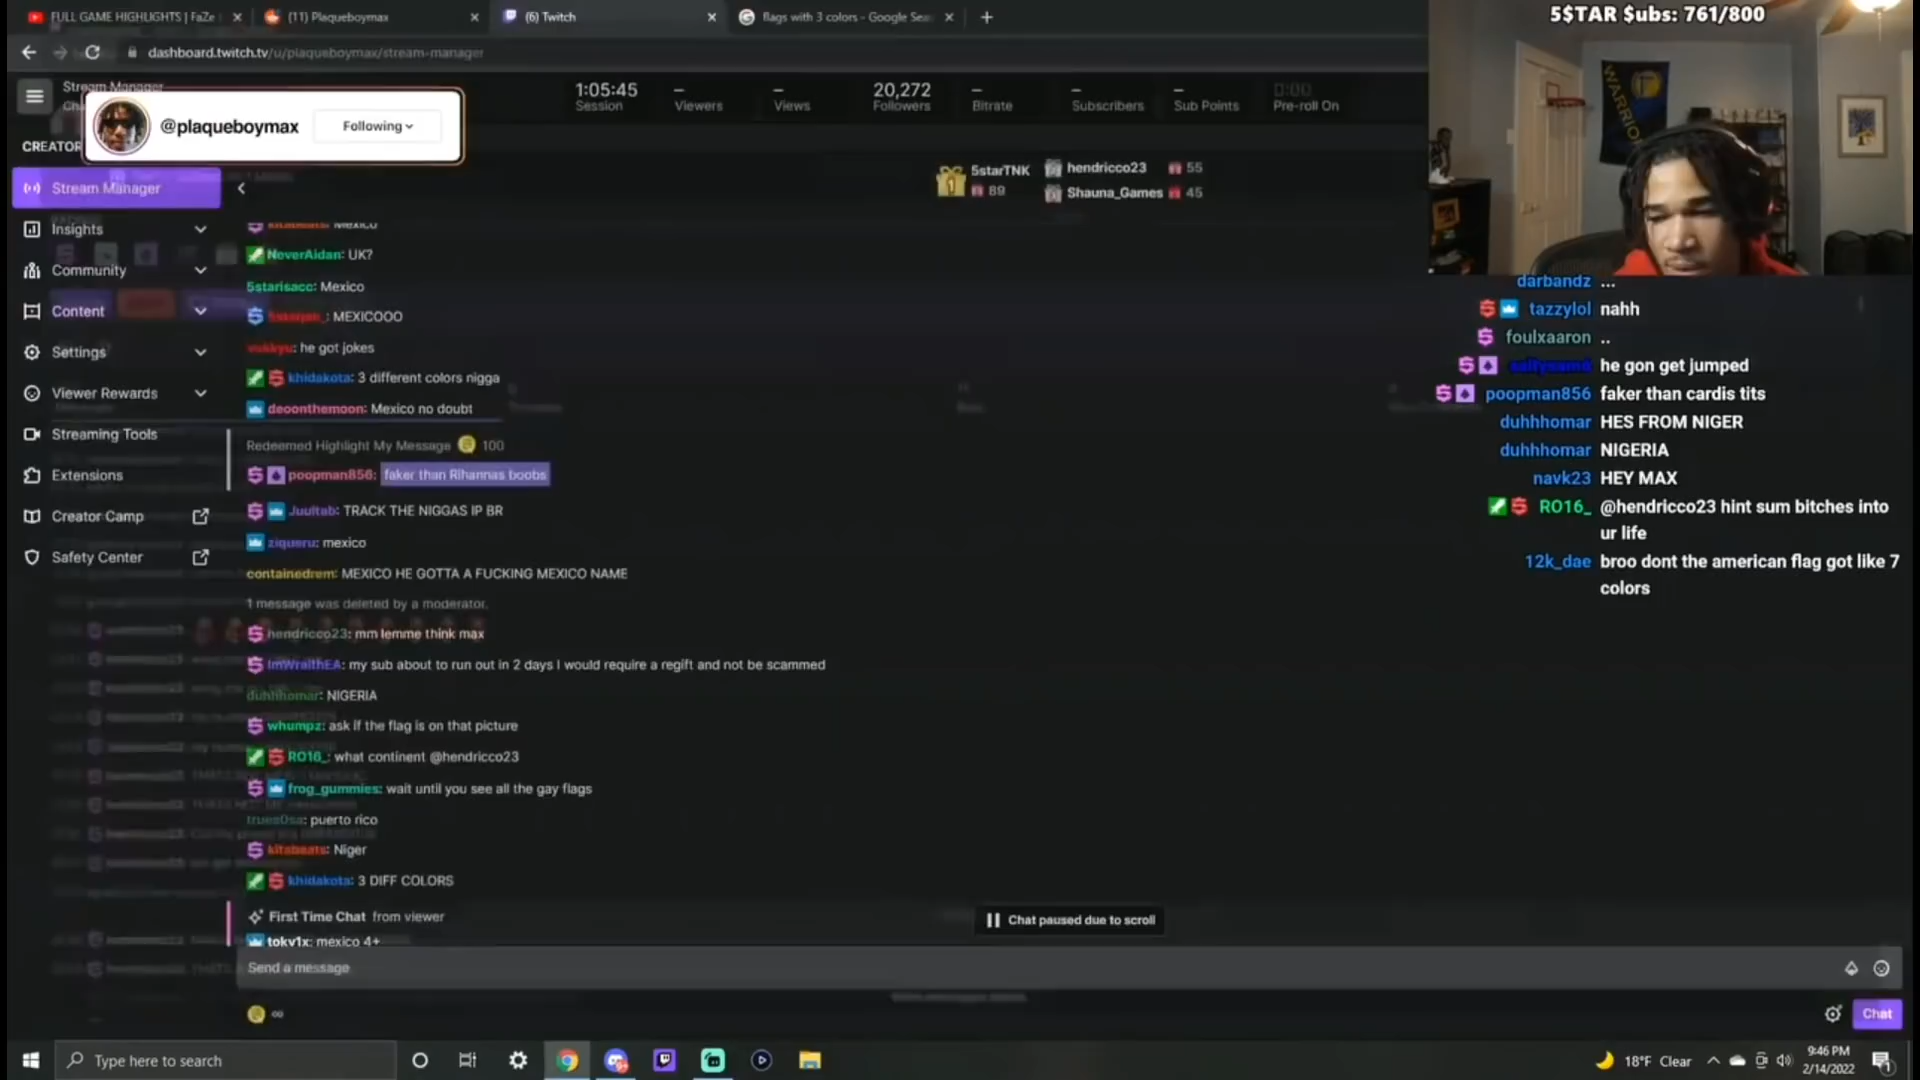 FULL GAME HIGHLIGHTS | FaZe
(11) Plaqueboymax
(6) Twitch
flags with 3 colors - Google Sea
5$TAR $ubs: 761/800
dashboard.twitch.tv/u/plaqueboymax/stream-manager
Stream Manager
1:05:45
Session
Viewers
Views
20,272
Followers
Bitrate
Subscribers
Sub Points
0:00
Pre-roll On
@plaqueboymax
Following
CREATOR
WARRIO
5starTNK
89
hendricco23 55
Shauna_Games 45
Stream Manager
Insights
Community
Content
Settings
Viewer Rewards
Streaming Tools
Extensions
Creator Camp
Safety Center
NoverAidan: UK?
5starisacc: Mexico
: MEXICOOO
: he got jokes
khidakota: 3 different colors nigga
deoonthemoon: Mexico no doubt
Redeemed Highlight My Message 100
poopman856: faker than Rihannas boobs
Juultab: TRACK THE NIGGAS IP BR
ziqueru: mexico
containedrem: MEXICO HE GOTTA A FUCKING MEXICO NAME
1 message was deleted by a moderator.
hendricco23: mm lemme think max
ImWraithEA: my sub about to run out in 2 days I would require a regift and not be scammed
duhhhomar: NIGERIA
whumpz: ask if the flag is on that picture
RO16_: what continent @hendricco23
frog_gummies: wait until you see all the gay flags
trues0sa: puerto rico
kitabeats: Niger
khidakota: 3 DIFF COLORS
First Time Chat from viewer
tokv1x: mexico 4+
Chat paused due to scroll
Send a message
Chat
darbandz ...
tazzylol nahh
foulxaaron ..
he gon get jumped
poopman856 faker than cardis tits
duhhhomar HES FROM NIGER
duhhhomar NIGERIA
navk23 HEY MAX
RO16_ @hendricco23 hint sum bitches into
ur life
12k_dae broo dont the american flag got like 7
colors
Type here to search
18°F Clear
9:46 PM
2/14/2022